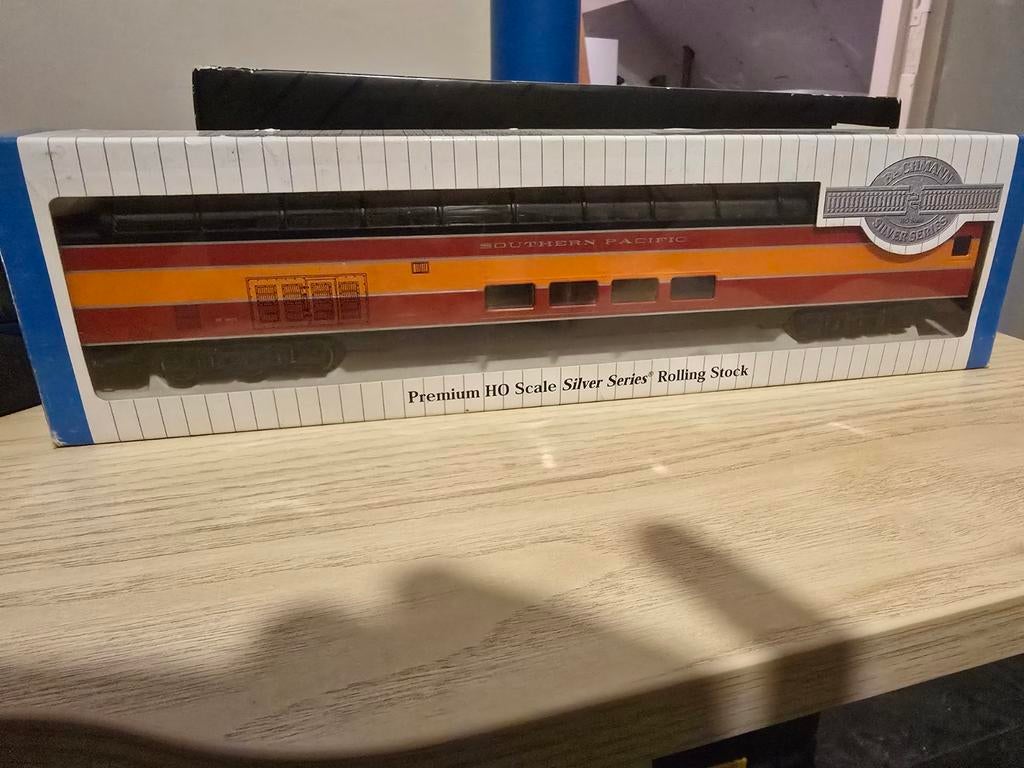 BACHMANN
SILVER SERIES
SOUTHERN PACIFIC
Premium HO Scale Silver Series® Rolling Stock